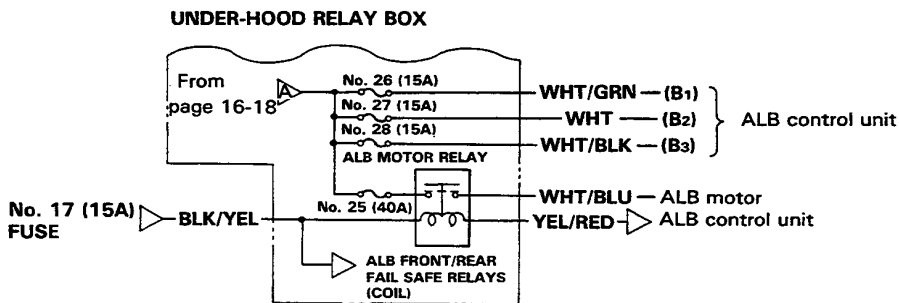 UNDER-HOOD RELAY BOX
From
page 16-18
A
No. 26 (15A)
WHT/GRN
(B1)
No. 27 (15A)
WHT
(B2)
ALB control unit
No. 28 (15A)
WHT/BLK
(B3)
ALB MOTOR RELAY
No. 25 (40A)
WHT/BLU
ALB motor
No. 17 (15A)
FUSE
BLK/YEL
YEL/RED
ALB control unit
ALB FRONT/REAR
FAIL SAFE RELAYS
(COIL)